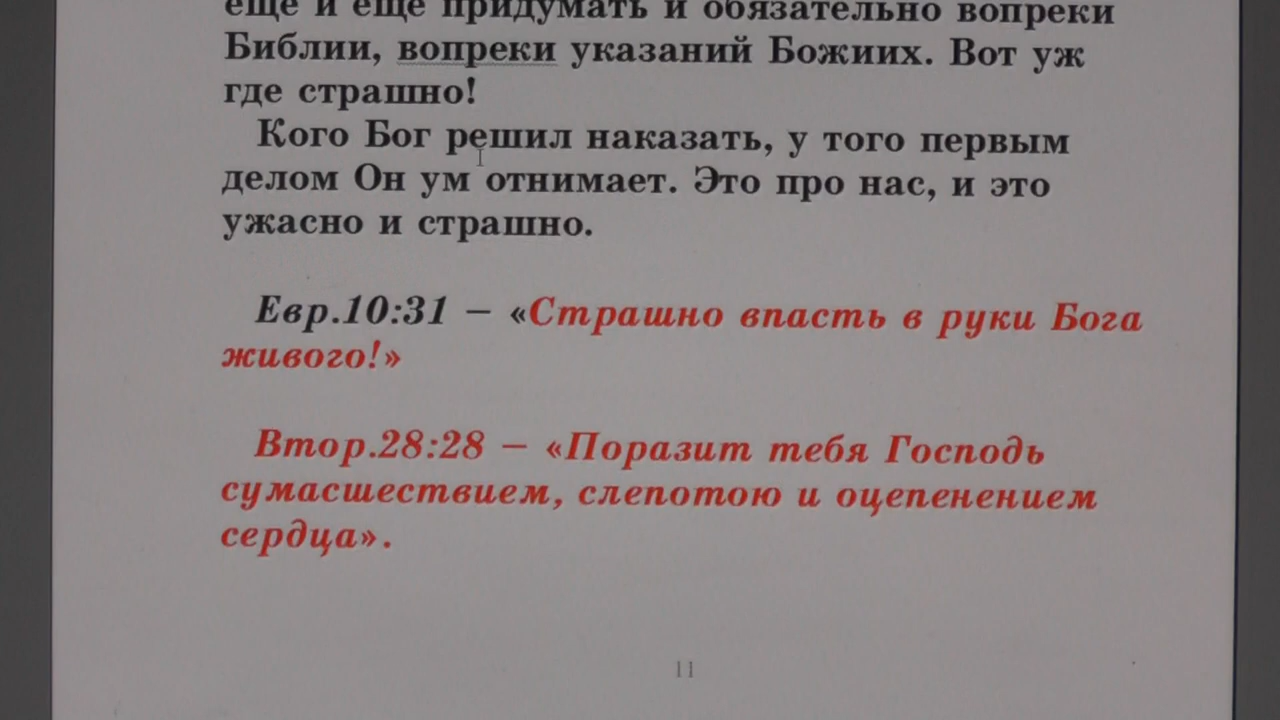 еще и еще придумать и обязательно вопреки
Библии, вопреки указаний Божиих. Вот уж
где страшно!
Кого Бог решил наказать, у того первым
делом Он ум отнимает. Это про нас, и это
ужасно и страшно.
Евр.10:31 – «Страшно впасть в руки Бога
живого!»
Втор.28:28 – «Поразит тебя Господь
сумасшествием, слепотою и оцепенением
сердца».
11